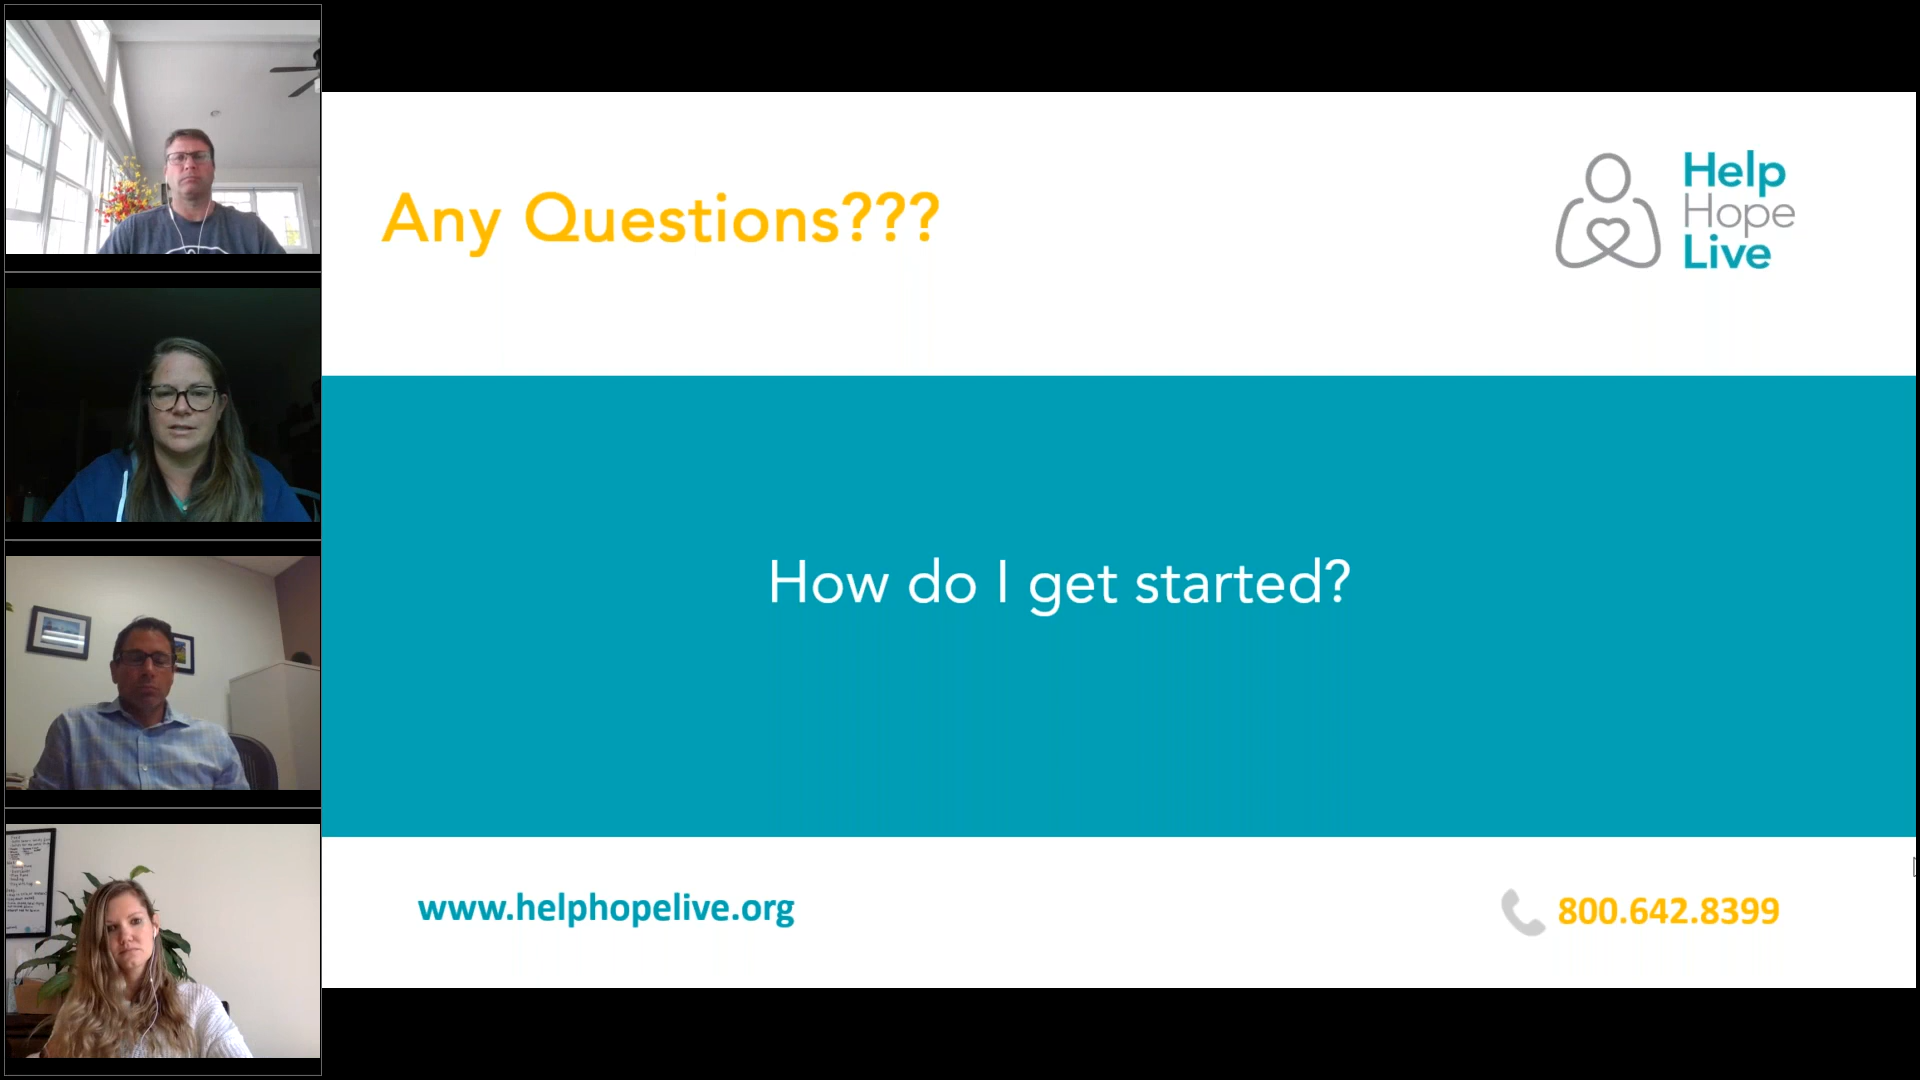 Any Questions???
Help
Hope
Live
How do I get started?
www.helphopelive.org
800.642.8399